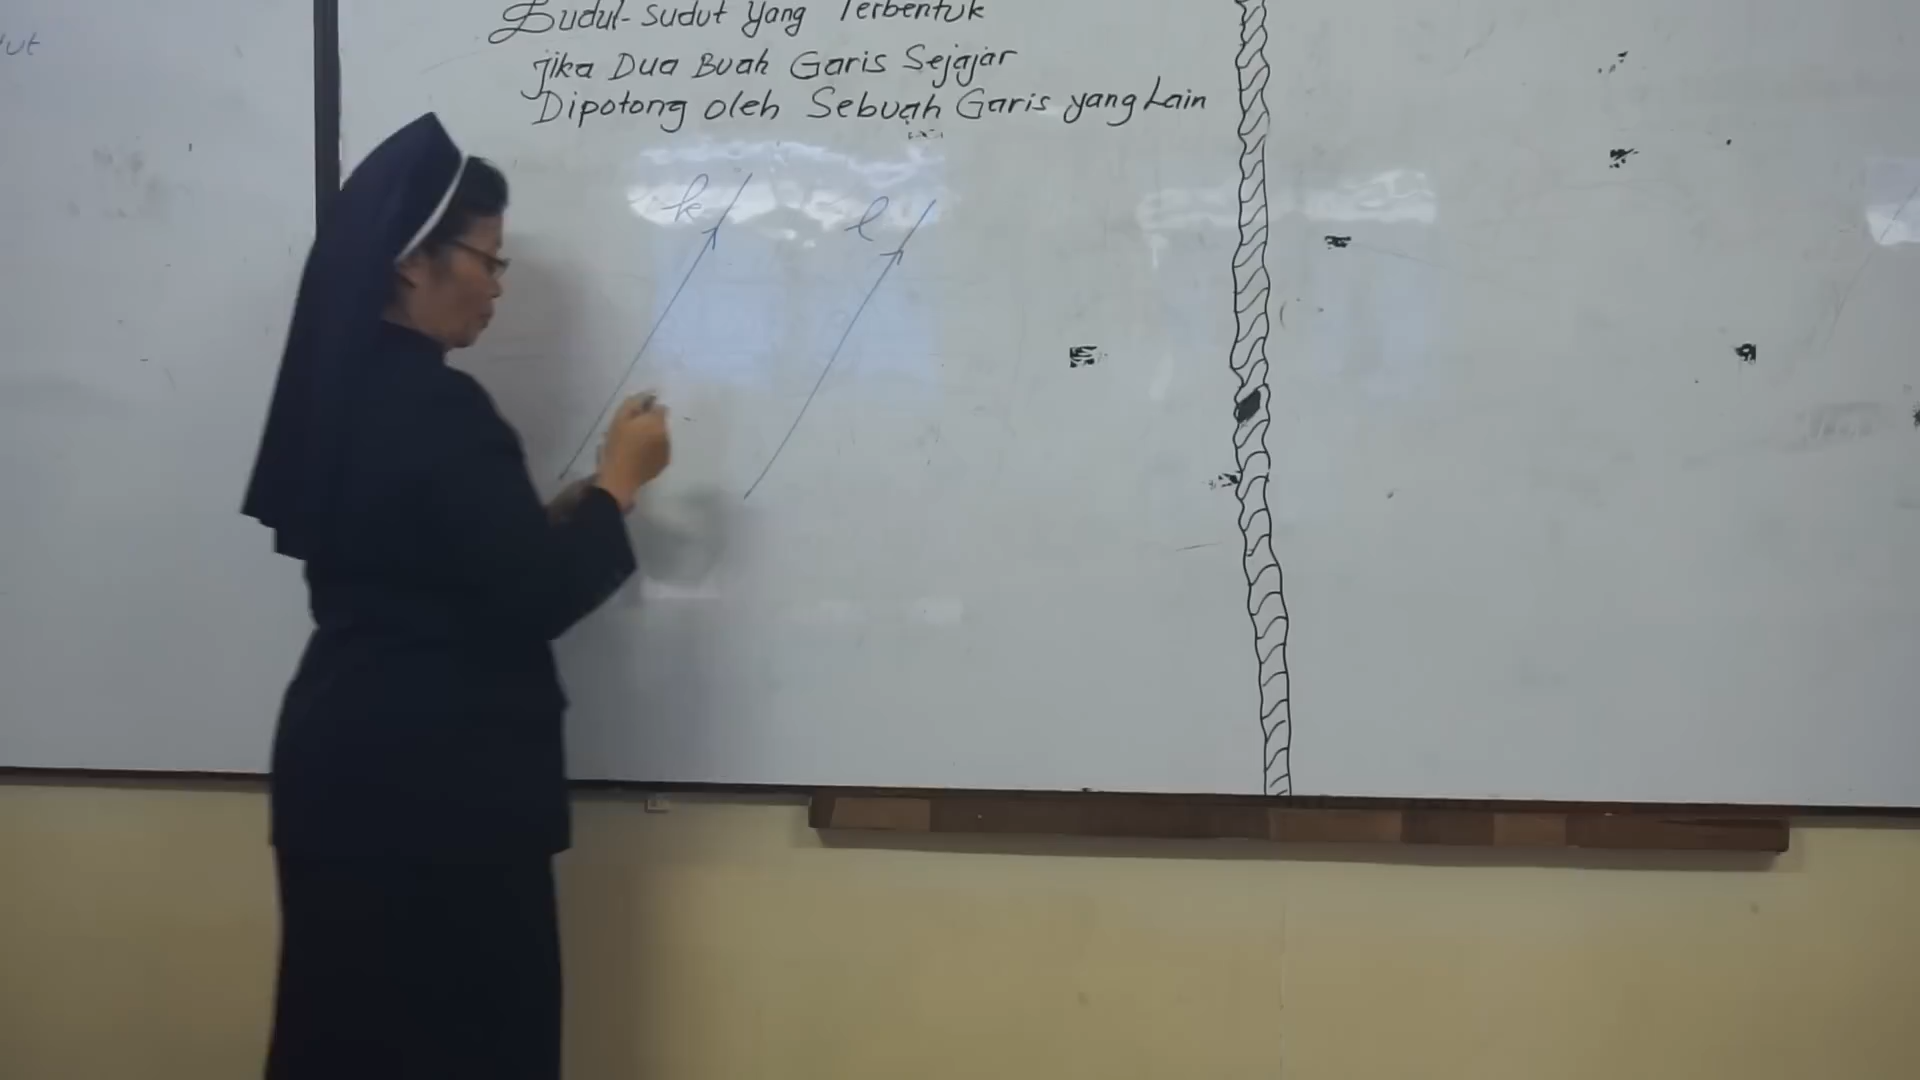 Sudut-sudut Yang Terbentuk
jika Dua Buah Garis Sejajar
Dipotong oleh Sebuah Garis yang Lain
k
l